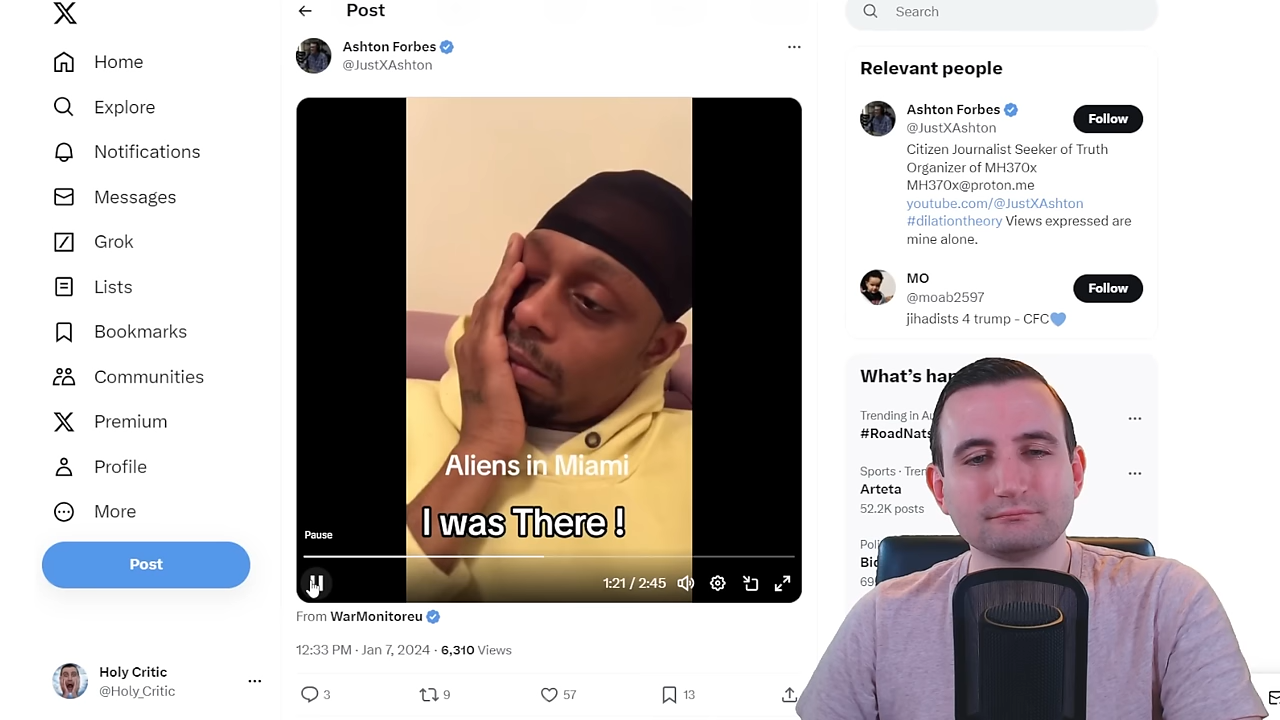 Home
Explore
Notifications
Messages
Grok
Lists
Bookmarks
Communities
Premium
Profile
More
Post
Holy Critic
@Holy_Critic
Post
Ashton Forbes
@JustXAshton
Aliens in Miami
I was There !
Pause
1:21 / 2:45
From WarMonitoreu
12:33 PM · Jan 7, 2024 · 6,310 Views
3
9
57
13
Search
Relevant people
Ashton Forbes
@JustXAshton
Follow
Citizen Journalist Seeker of Truth
Organizer of MH370x
MH370x@proton.me
youtube.com/@JustXAshton
#dilationtheory Views expressed are
mine alone.
MO
@moab2597
Follow
jihadists 4 trump - CFC
What's
Trending in
Sports
Arteta
52.2K posts